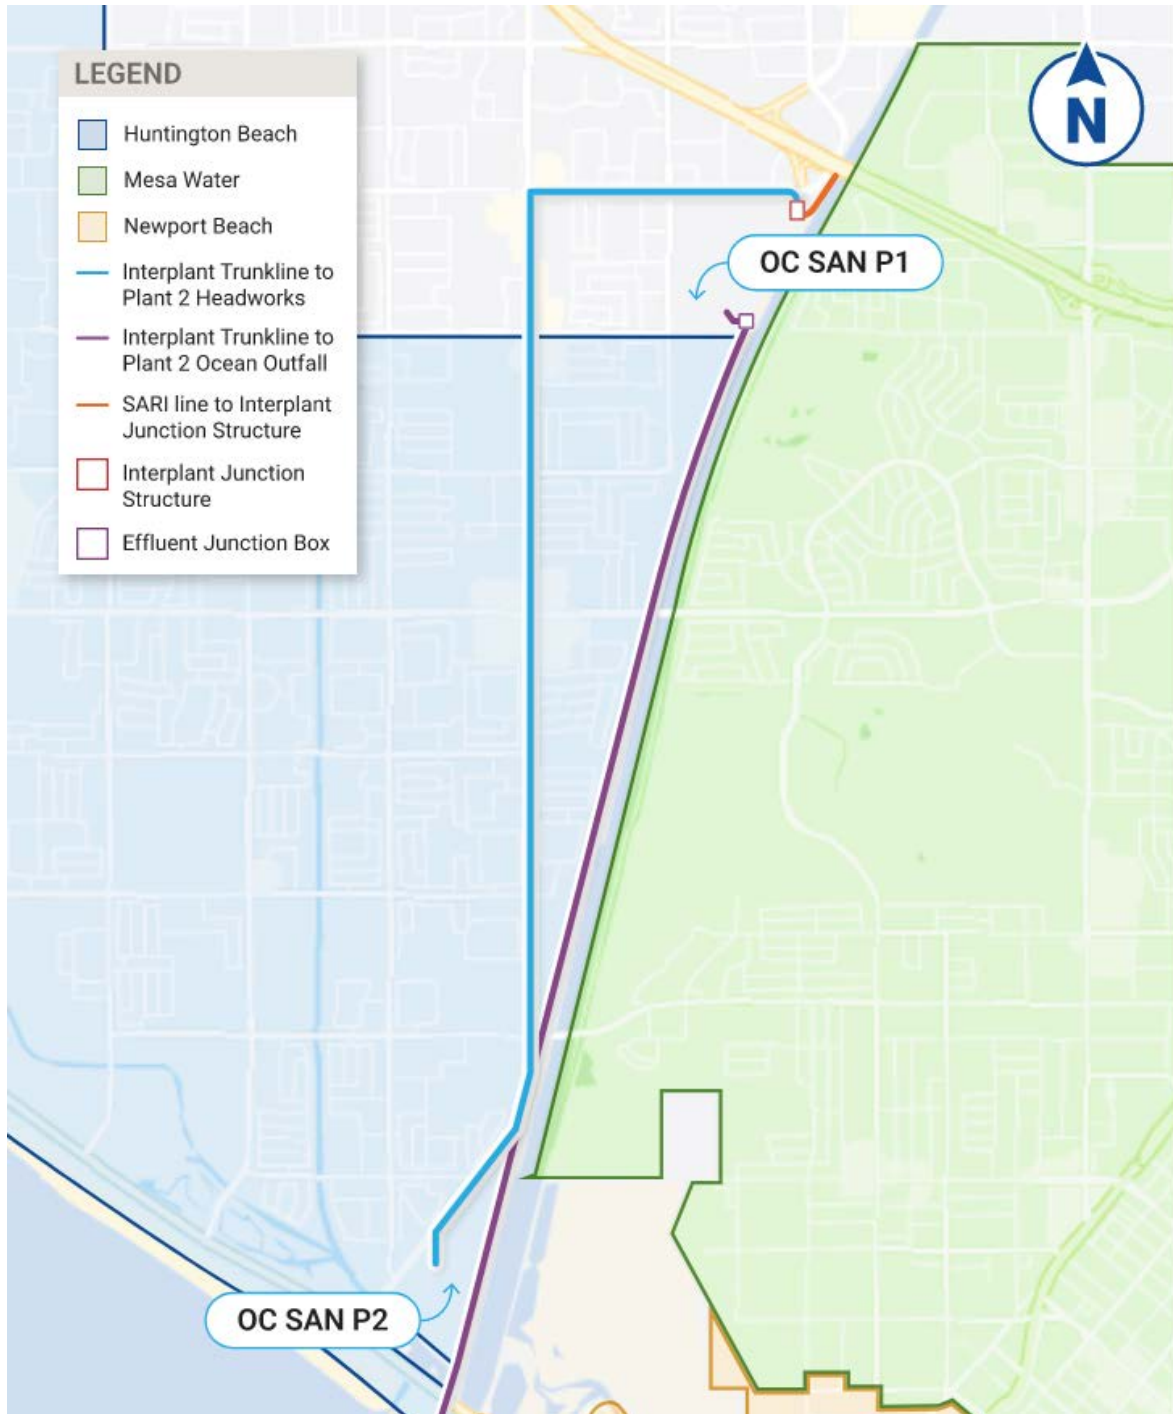 LEGEND
Huntington Beach
Mesa Water
Newport Beach
Interplant Trunkline to
Plant 2 Headworks
Interplant Trunkline to
Plant 2 Ocean Outfall
SARI line to Interplant
Junction Structure
Interplant Junction
Structure
Effluent Junction Box
N
OC SAN P1
OC SAN P2